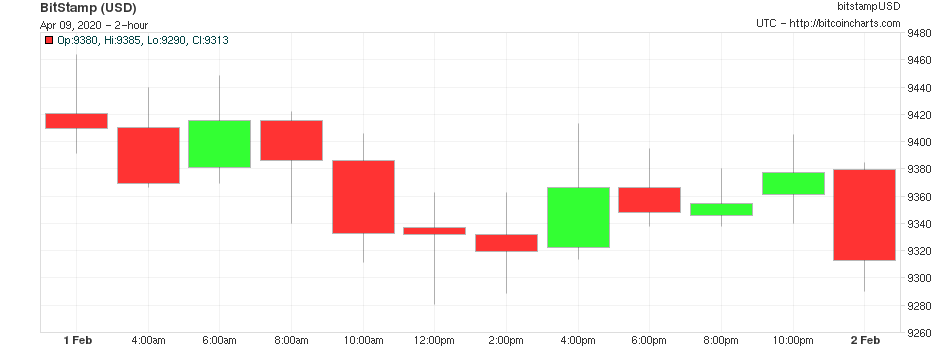 BitStamp (USD)
bitstampUSD
Apr 09, 2020 - 2-hour
UTC - http://bitcoincharts.com
Op:9380, Hi:9385, Lo:9290, Cl:9313
9480
9460
9440
9420
9400
9380
9360
9340
9320
9300
9280
9260
1 Feb 4:00am 6:00am 8:00am 10:00am 12:00pm 2:00pm 4:00pm 6:00pm 8:00pm 10:00pm 2 Feb